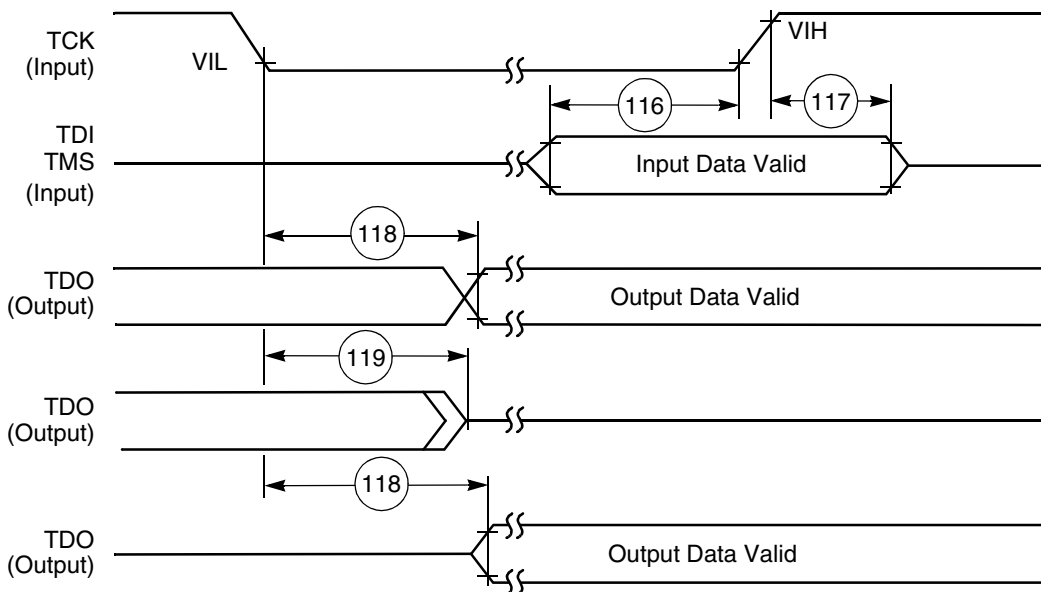 TCK
(Input)
VIL
VIH
116
117
TDI
TMS
(Input)
Input Data Valid
118
TDO
(Output)
Output Data Valid
119
TDO
(Output)
118
TDO
(Output)
Output Data Valid